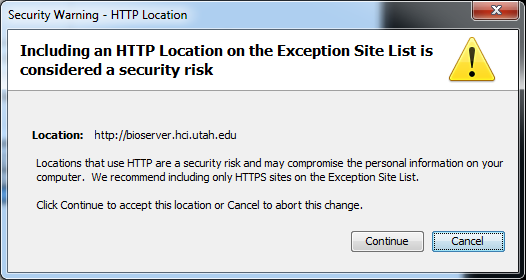 Security Warning - HTTP Location
Including an HTTP Location on the Exception Site List is
considered a security risk
Location: http://bioserver.hci.utah.edu
Locations that use HTTP are a security risk and may compromise the personal information on your
computer. We recommend including only HTTPS sites on the Exception Site List.
Click Continue to accept this location or Cancel to abort this change.
Continue Cancel